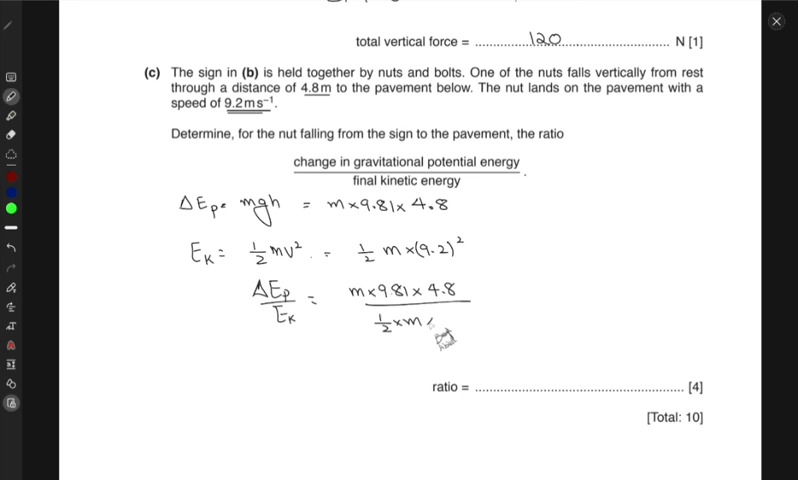 total vertical force = ............120............ N [1]
(c) The sign in (b) is held together by nuts and bolts. One of the nuts falls vertically from rest
through a distance of 4.8 m to the pavement below. The nut lands on the pavement with a
speed of 9.2 m s⁻¹.
Determine, for the nut falling from the sign to the pavement, the ratio
change in gravitational potential energy
final kinetic energy .
ΔEp = mgh = m × 9.81 × 4.8
EK = 1/2 mv² = 1/2 m × (9.2)²
ΔEp / EK = m × 9.81 × 4.8 / 1/2 × m
ratio = ........................ [4]
[Total: 10]